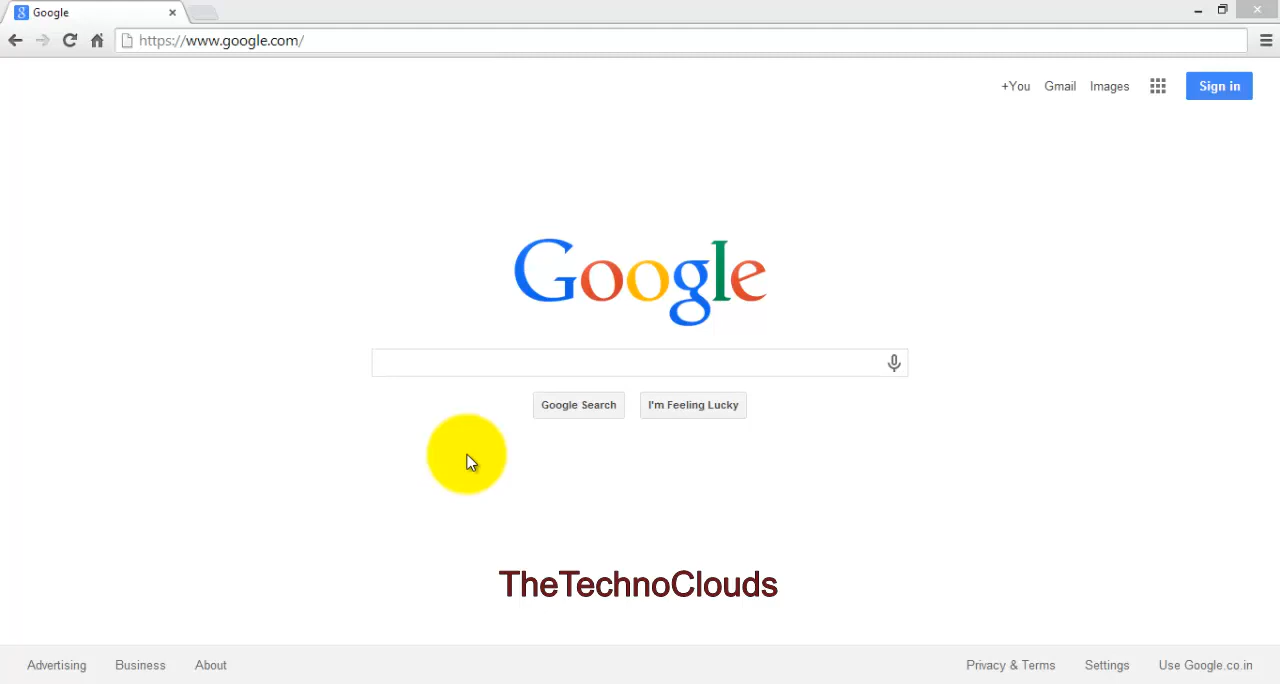 Google
https://www.google.com/
+You Gmail Images Sign in
Google
Google Search I'm Feeling Lucky
TheTechnoClouds
Advertising Business About Privacy & Terms Settings Use Google.co.in